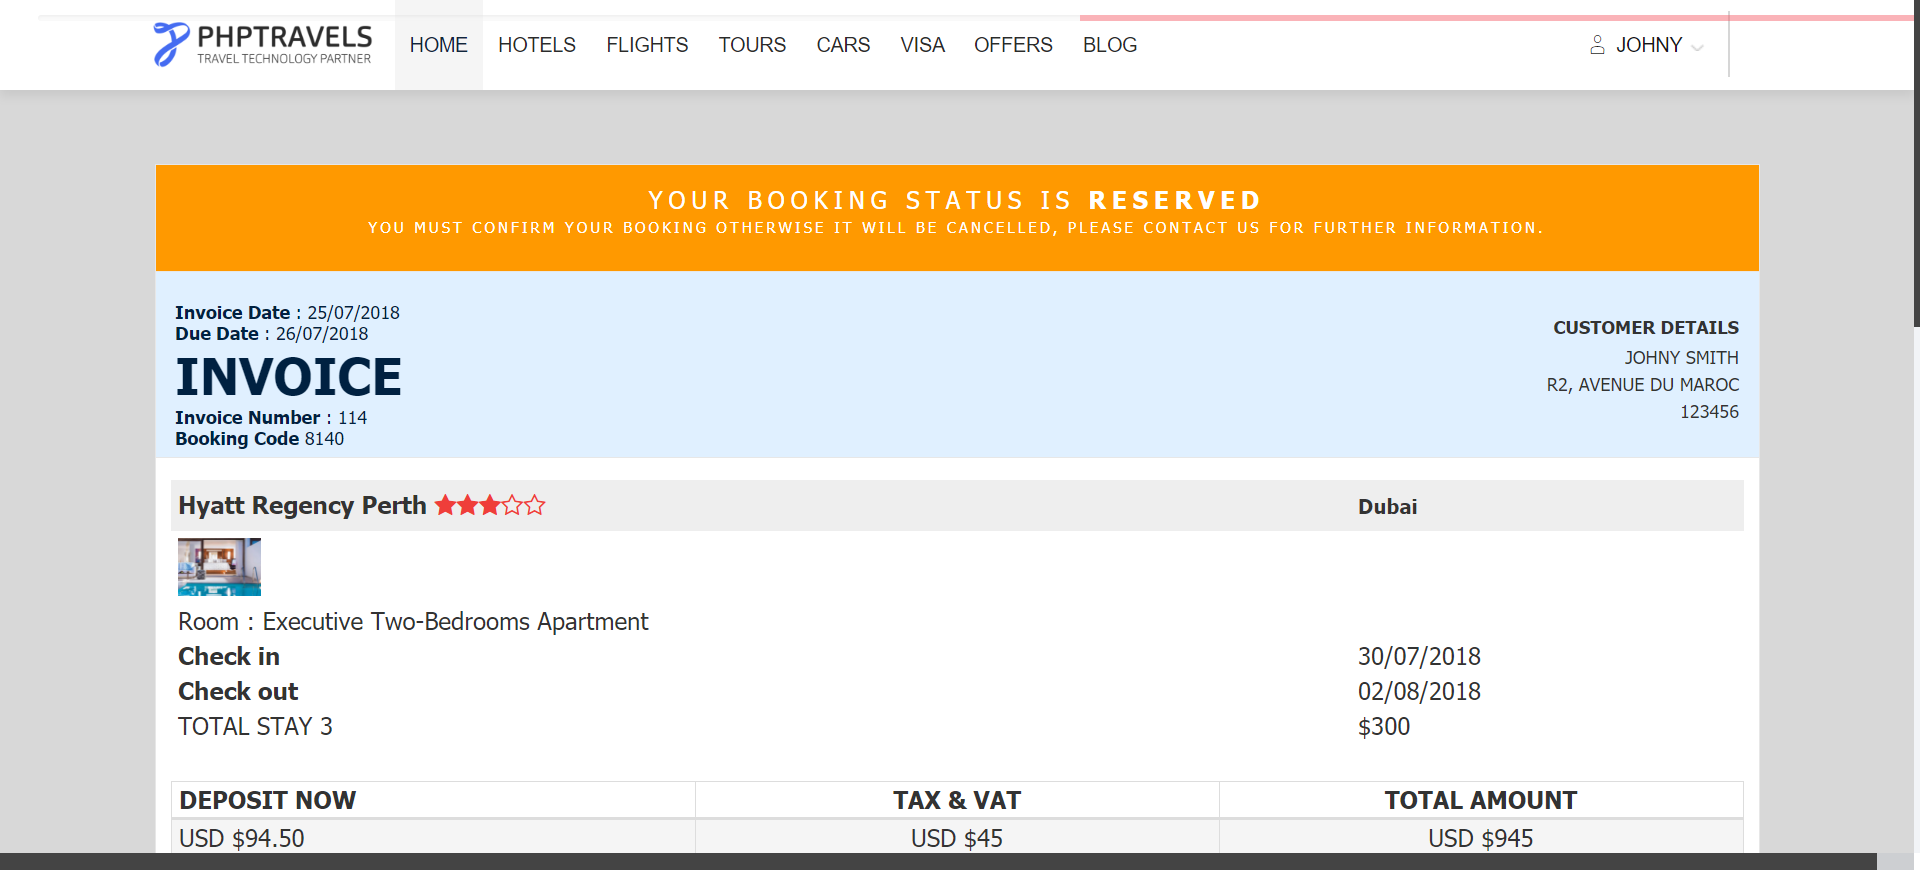 PHPTRAVELS
TRAVEL TECHNOLOGY PARTNER
HOME HOTELS FLIGHTS TOURS CARS VISA OFFERS BLOG JOHNY
YOUR BOOKING STATUS IS RESERVED
YOU MUST CONFIRM YOUR BOOKING OTHERWISE IT WILL BE CANCELLED, PLEASE CONTACT US FOR FURTHER INFORMATION.
Invoice Date : 25/07/2018
Due Date : 26/07/2018
INVOICE
Invoice Number : 114
Booking Code 8140
CUSTOMER DETAILS
JOHNY SMITH
R2, AVENUE DU MAROC
123456
Hyatt Regency Perth Dubai
Room : Executive Two-Bedrooms Apartment
Check in 30/07/2018
Check out 02/08/2018
TOTAL STAY 3 $300
DEPOSIT NOW TAX & VAT TOTAL AMOUNT
USD $94.50 USD $45 USD $945